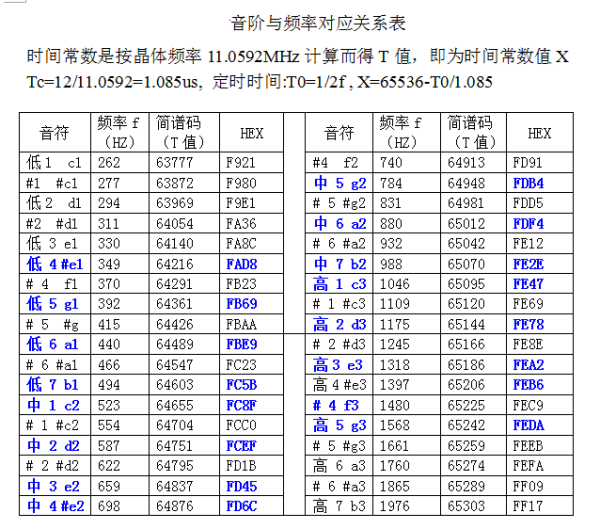 音阶与频率对应关系表
时间常数是按晶体频率 11.0592MHz 计算而得 T 值，即为时间常数值 X
Tc=12/11.0592=1.085us, 定时时间:T0=1/2f , X=65536-T0/1.085
音符 频率 f（HZ） 简谱码（T 值） HEX 音符 频率 f（HZ） 简谱码（T 值） HEX
低1 c1 262 63777 F921 #4 f2 740 64913 FD91
#1 #c1 277 63872 F980 中 5 g2 784 64948 FDB4
低2 d1 294 63969 F9E1 # 5 #g2 831 64981 FDD5
#2 #d1 311 64054 FA36 中 6 a2 880 65012 FDF4
低 3 e1 330 64140 FA8C # 6 #a2 932 65042 FE12
低 4 #e1 349 64216 FAD8 中 7 b2 988 65070 FE2E
# 4 f1 370 64291 FB23 高 1 c3 1046 65095 FE47
低 5 g1 392 64361 FB69 # 1 #c3 1109 65120 FE69
# 5 #g 415 64426 FBAA 高 2 d3 1175 65144 FE78
低 6 a1 440 64489 FBE9 # 2 #d3 1245 65166 FE8E
# 6 #a1 466 64547 FC23 高3 e3 1318 65186 FEA2
低 7 b1 494 64603 FC5B 高 4 #e3 1397 65206 FEB6
中 1 c2 523 64655 FC8F # 4 f3 1480 65225 FEC9
# 1 #c2 554 64704 FCC0 高 5 g3 1568 65242 FEDA
中 2 d2 587 64751 FCEF # 5 #g3 1661 65259 FEEB
# 2 #d2 622 64795 FD1B 高 6 a3 1760 65274 FEFA
中 3 e2 659 64837 FD45 # 6 #a3 1865 65289 FF09
中 4 #e2 698 64876 FD6C 高 7 b3 1976 65303 FF17